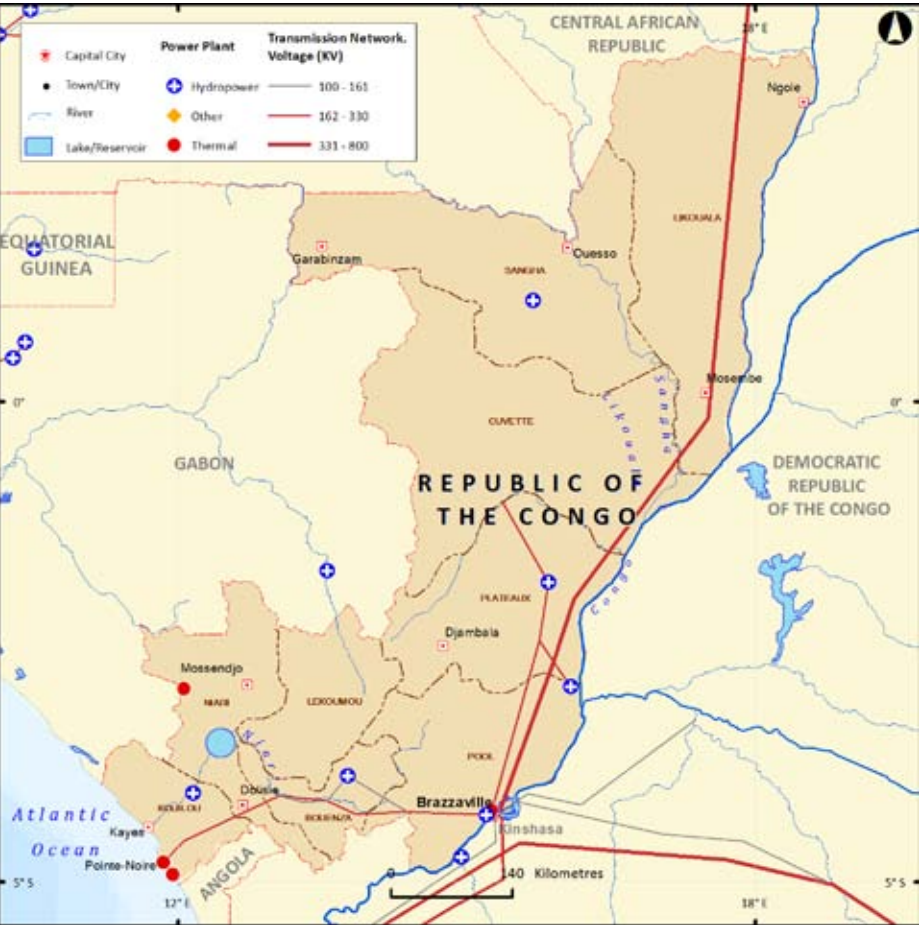 CENTRAL AFRICAN
REPUBLIC
18° E
Capital City
Town/City
River
Lake/Reservoir
Power Plant
Hydropower
Other
Thermal
Transmission Network.
Voltage (KV)
100 - 161
162 - 330
331 - 800
Ngole
LIKOUALA
EQUATORIAL
GUINEA
Garabinzam
Ouesso
SANGHA
Mosembe
Sangha
Likouala
0°
0°
CUVETTE
GABON
REPUBLIC OF
THE CONGO
DEMOCRATIC
REPUBLIC
OF THE CONGO
Congo
PLATEAUX
Djambala
Mossendjo
NIARI
LEKOUMOU
Niari
POOL
Dousie
KOUILOU
BOUENZA
Brazzaville
Kinshasa
Atlantic
Ocean
Kayes
Pointe-Noire
ANGOLA
0
140 Kilometres
5° S
5° S
12° E
18° E